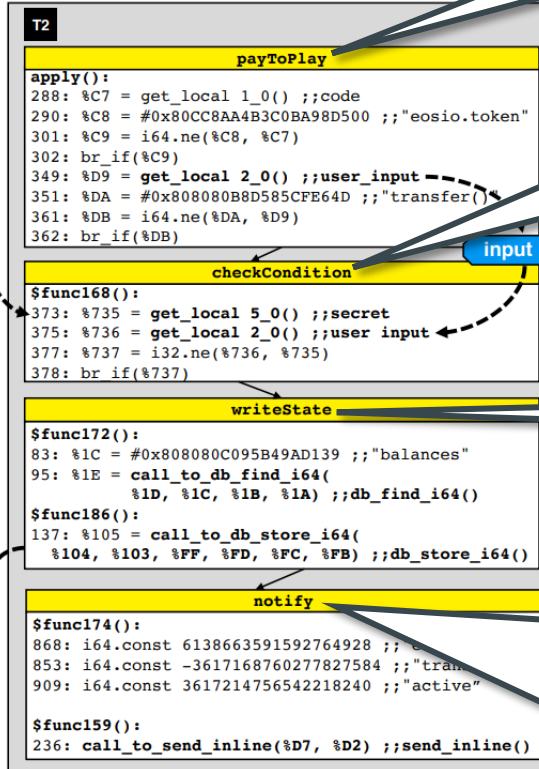 T2
payToPlay
apply():
288: %C7 = get_local 1_0() ;;code
290: %C8 = #0x80CC8AA4B3C0BA98D500 ;;"eosio.token"
301: %C9 = i64.ne(%C8, %C7)
302: br_if(%C9)
349: %D9 = get_local 2_0() ;;user_input
351: %DA = #0x808080B8D585CFE64D ;;"transfer()"
361: %DB = i64.ne(%DA, %D9)
362: br_if(%DB)
input
checkCondition
$func168():
373: %735 = get_local 5_0() ;;secret
375: %736 = get_local 2_0() ;;user input
377: %737 = i32.ne(%736, %735)
378: br_if(%737)
writeState
$func172():
83: %1C = #0x808080C095B49AD139 ;;"balances"
95: %1E = call_to_db_find_i64(
%1D, %1C, %1B, %1A) ;;db_find_i64()
$func186():
137: %105 = call_to_db_store_i64(
%104, %103, %FF, %FD, %FC, %FB) ;;db_store_i64()
notify
$func174():
868: i64.const 6138663591592764928 ;;
853: i64.const -3617168760277827584 ;;"tran
909: i64.const 3617214756542218240 ;;"active”
$func159():
236: call_to_send_inline(%D7, %D2) ;;send_inline()